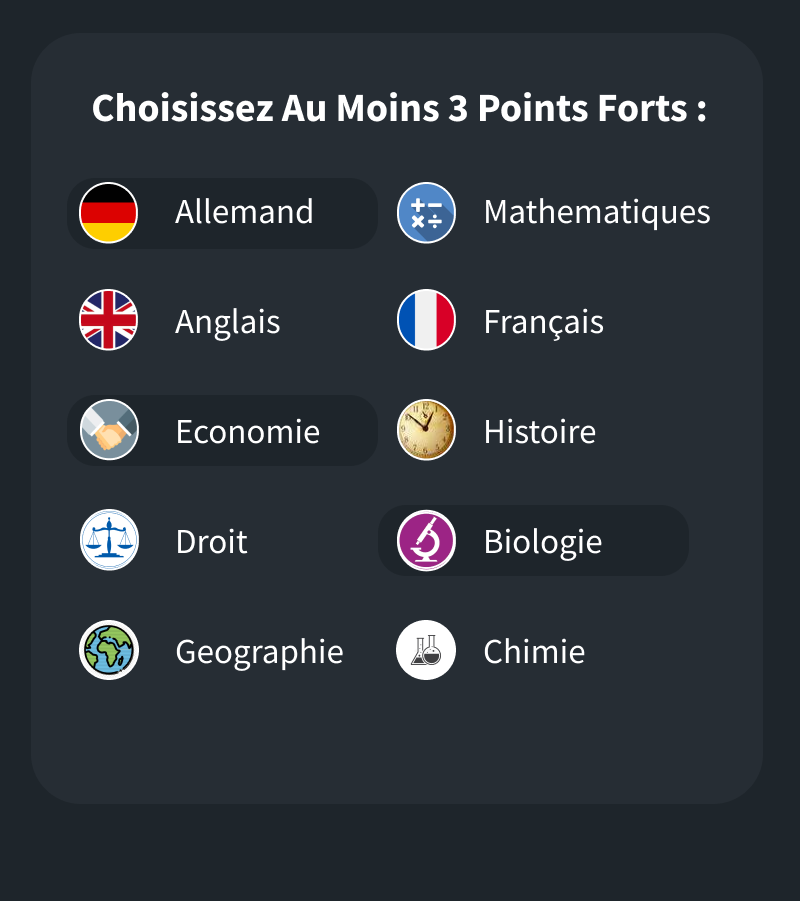 Choisissez Au Moins 3 Points Forts :
Allemand
Mathematiques
Anglais
Français
Economie
Histoire
Droit
Biologie
Geographie
Chimie